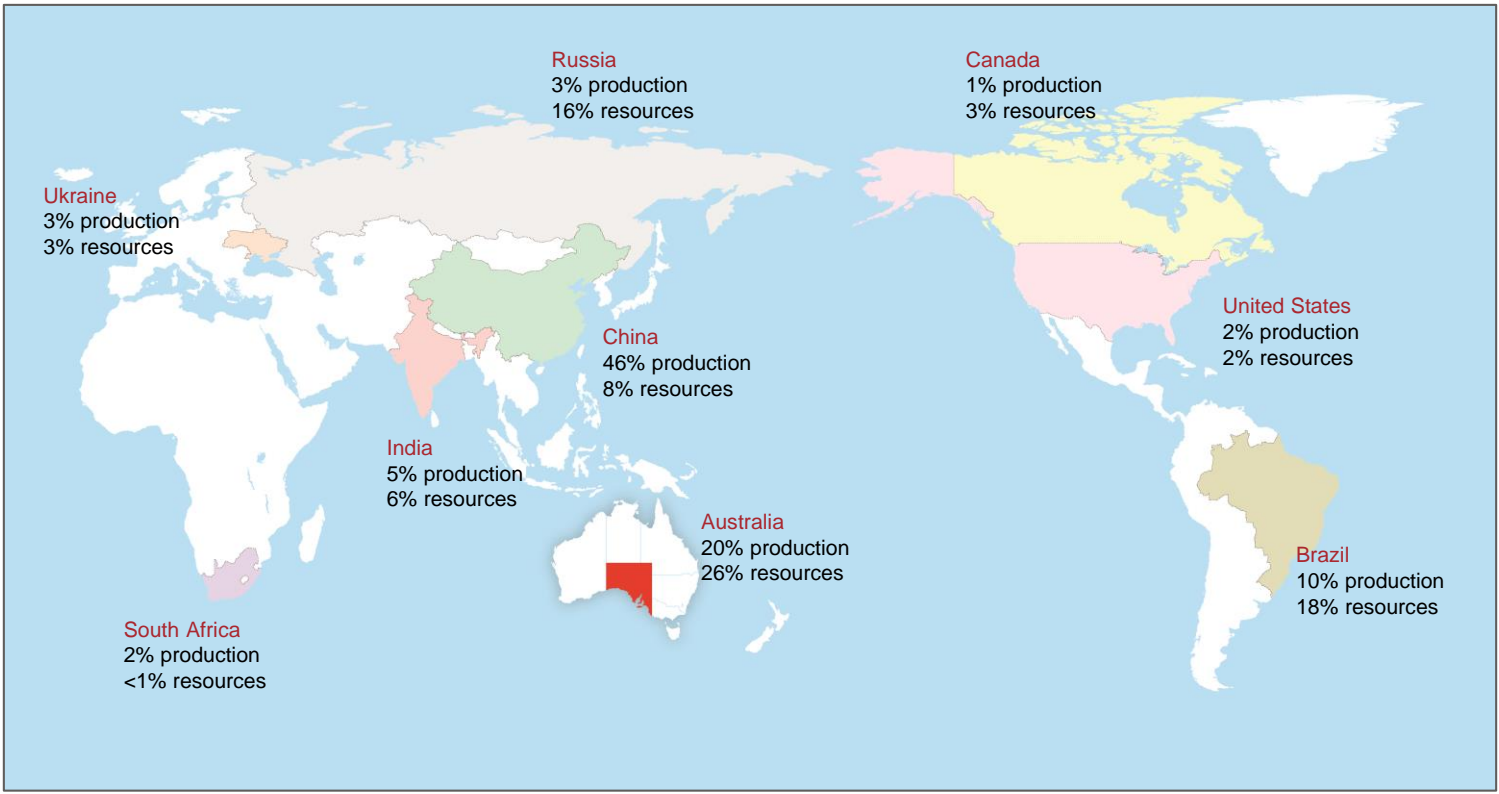 Russia
3% production
16% resources
Canada
1% production
3% resources
Ukraine
3% production
3% resources
United States
2% production
2% resources
China
46% production
8% resources
India
5% production
6% resources
Australia
20% production
26% resources
Brazil
10% production
18% resources
South Africa
2% production
<1% resources